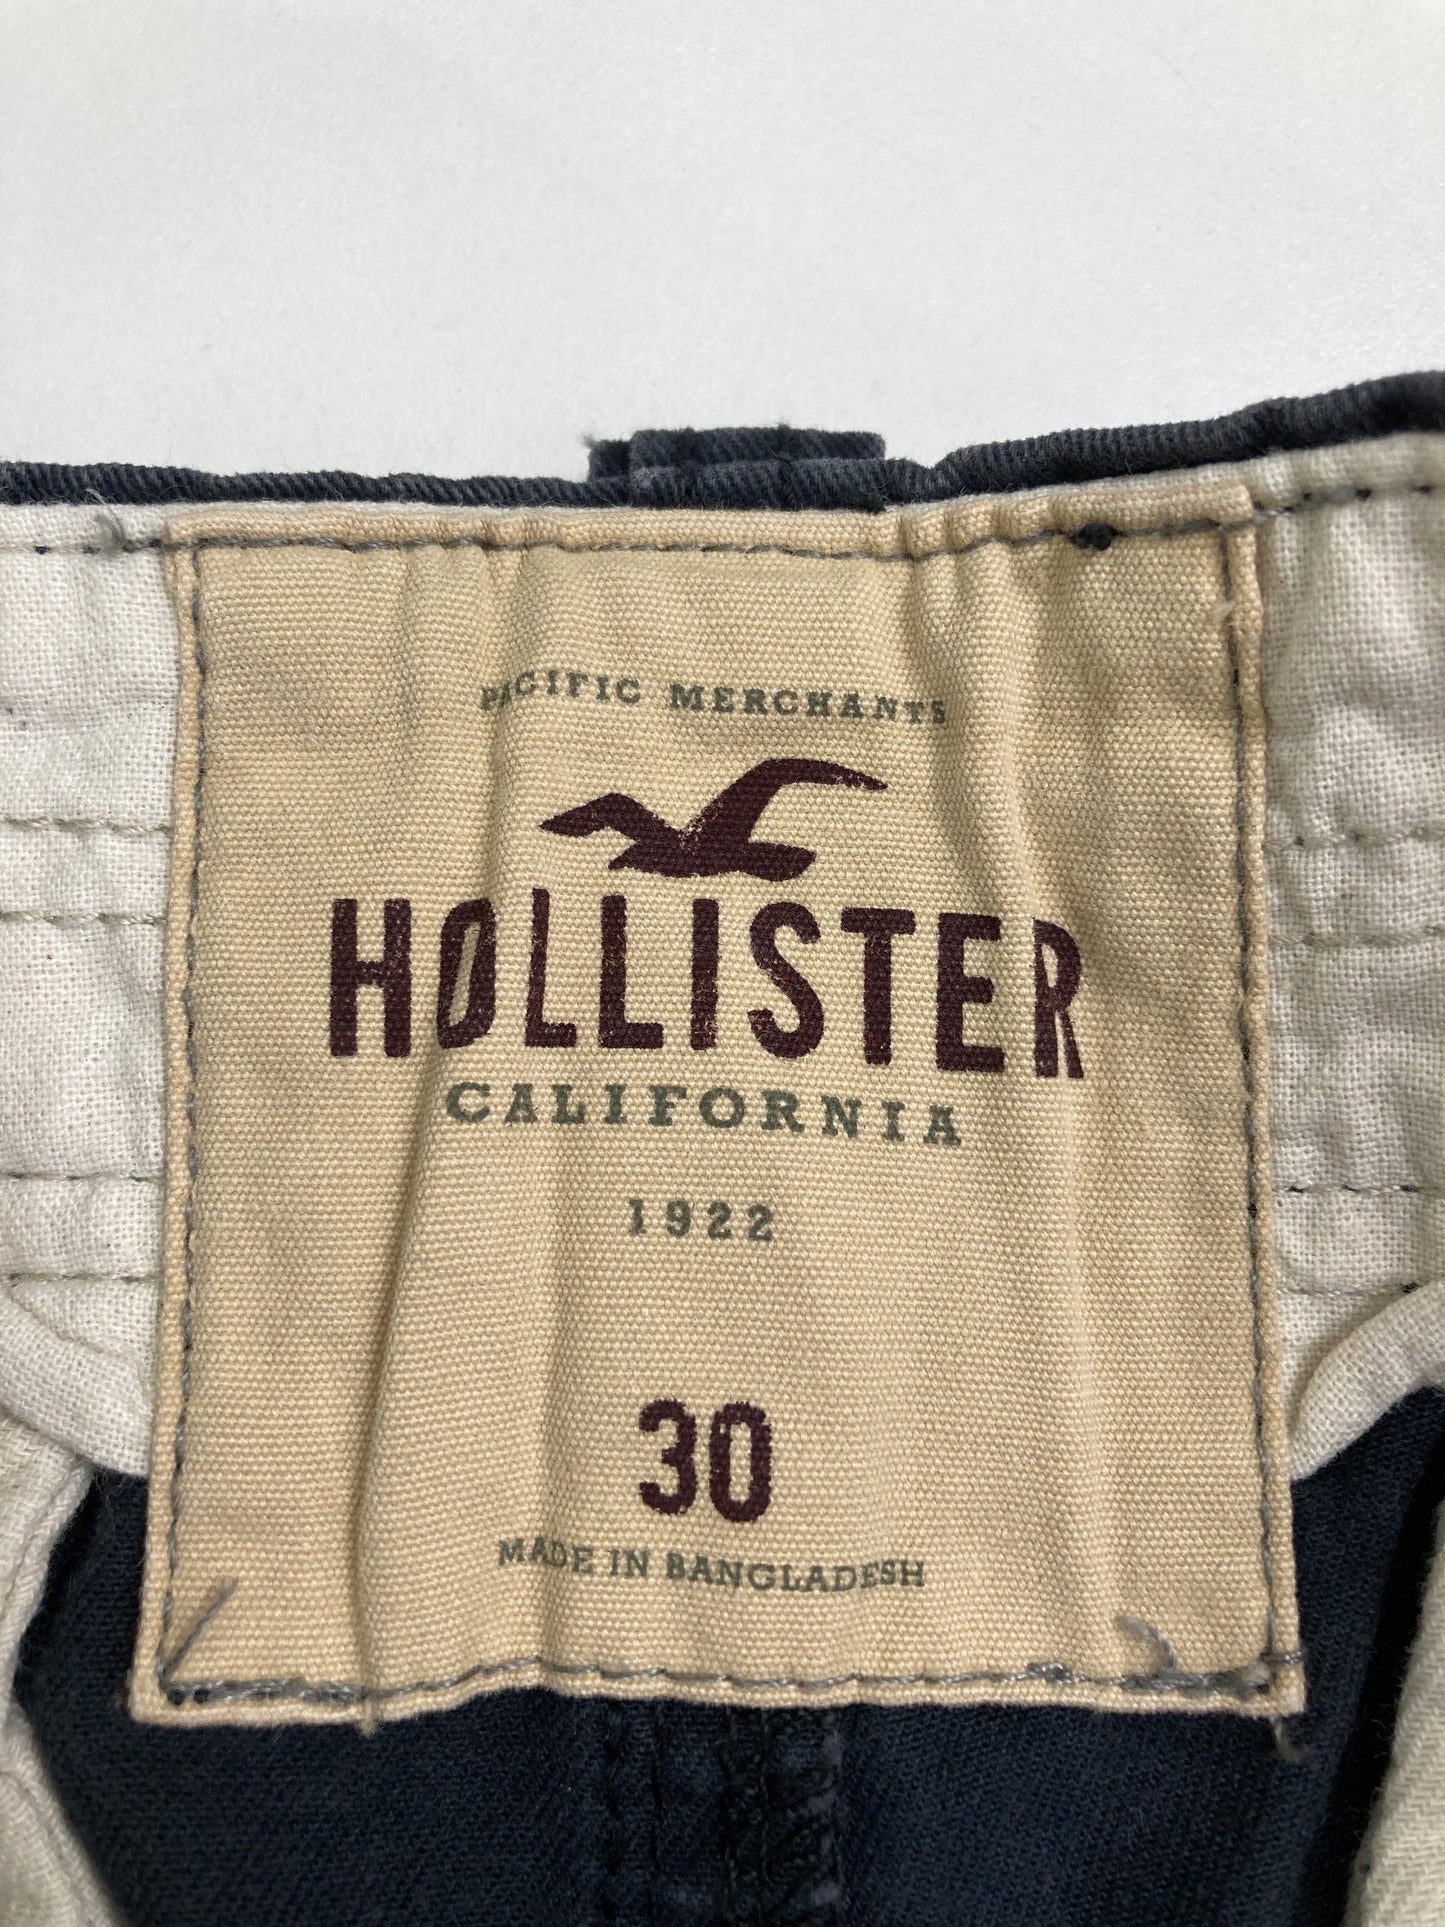 PACIFIC MERCHANTS
HOLLISTER
CALIFORNIA
1922
30
MADE IN BANGLADESH